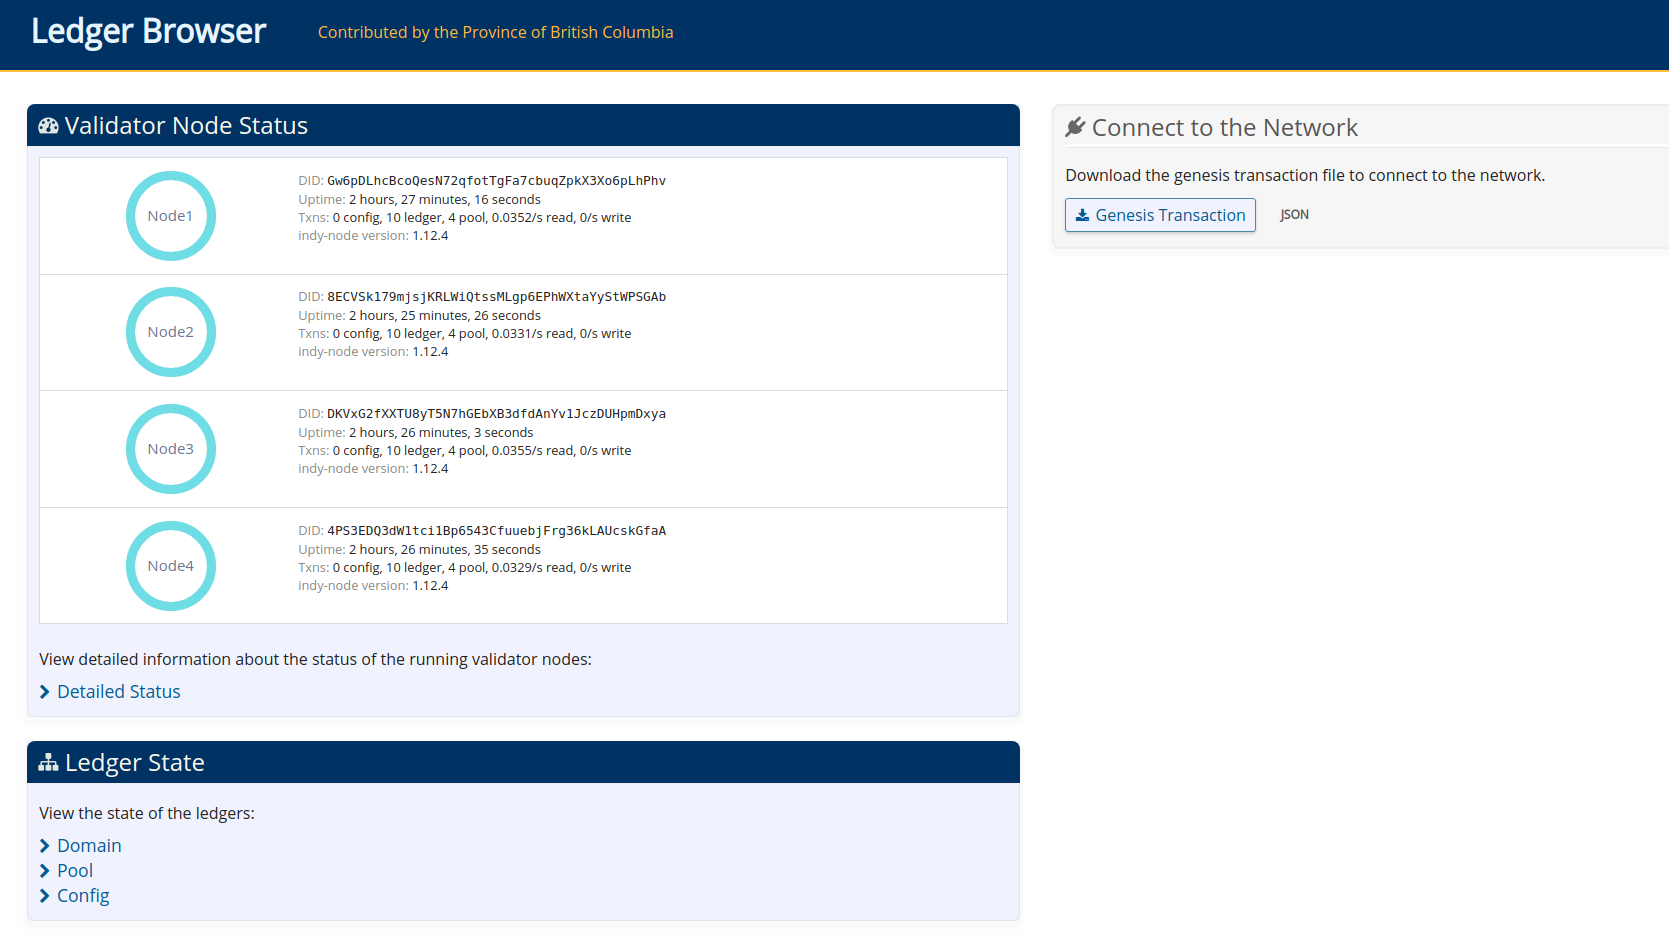 Ledger Browser
Contributed by the Province of British Columbia
Validator Node Status
Node1
DID: Gw6pDLhcBcoQesN72qfotTgFa7cbuqZpkX3Xo6pLhPhv
Uptime: 2 hours, 27 minutes, 16 seconds
Txns: 0 config, 10 ledger, 4 pool, 0.0352/s read, 0/s write
indy-node version: 1.12.4
Node2
DID: 8ECVSk179mjsjKRLWiQtssMLgp6EPhWXtaYyStWPSGAb
Uptime: 2 hours, 25 minutes, 26 seconds
Txns: 0 config, 10 ledger, 4 pool, 0.0331/s read, 0/s write
indy-node version: 1.12.4
Node3
DID: DKVxG2fXXTU8yT5N7hGEbXB3dfdAnYv1JczDUHpmDxya
Uptime: 2 hours, 26 minutes, 3 seconds
Txns: 0 config, 10 ledger, 4 pool, 0.0355/s read, 0/s write
indy-node version: 1.12.4
Node4
DID: 4PS3EDQ3dW1tci1Bp6543CfuuebjFrg36kLAUcskGfaA
Uptime: 2 hours, 26 minutes, 35 seconds
Txns: 0 config, 10 ledger, 4 pool, 0.0329/s read, 0/s write
indy-node version: 1.12.4
View detailed information about the status of the running validator nodes:
Detailed Status
Ledger State
View the state of the ledgers:
Domain
Pool
Config
Connect to the Network
Download the genesis transaction file to connect to the network.
Genesis Transaction
JSON